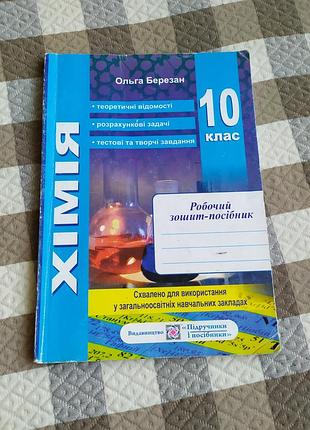 Ольга Березан
• теоретичні відомості
• розрахункові задачі
• тестові та творчі завдання
10
клас
ХІМІЯ
Робочий
зошит-посібник
Схвалено для використання
у загальноосвітніх навчальних закладах
Видавництво «Підручники і посібники»